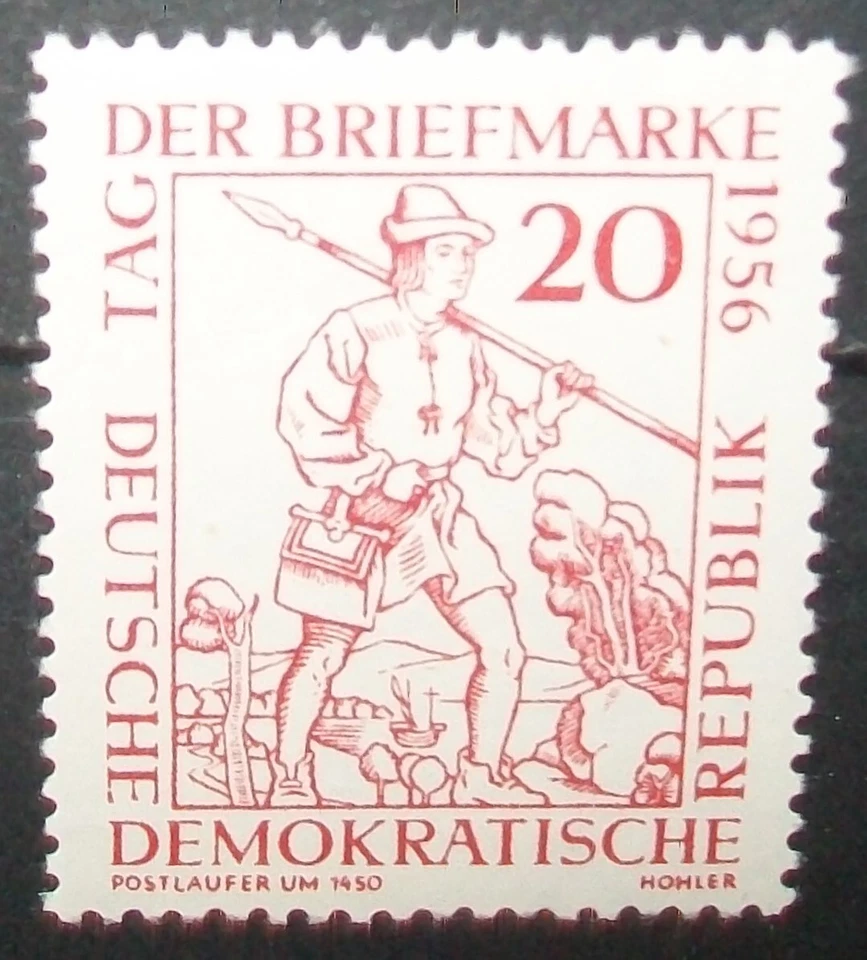 TAG
DER BRIEFMARKE
1956
20
DEUTSCHE
DEMOKRATISCHE
REPUBLIK
POSTLAUFER UM 1450
HOHLER